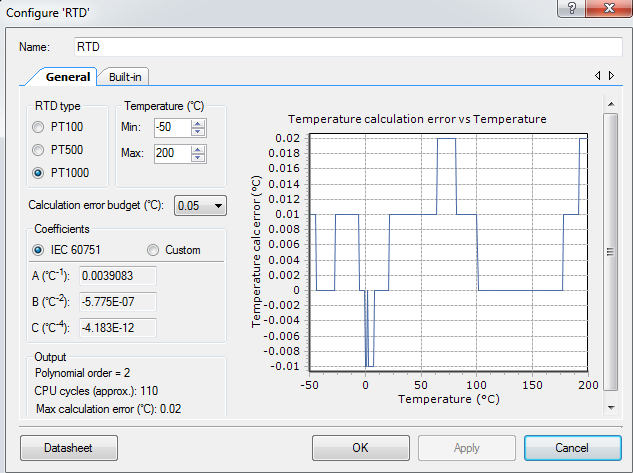 Configure 'RTD'
?
Name: RTD
General Built-in
RTD type
PT100
PT500
PT1000
Temperature (°C)
Min: -50
Max: 200
Calculation error budget (°C): 0.05
Coefficients
IEC 60751 Custom
A (°C⁻¹): 0.0039083
B (°C⁻²): -5.775E-07
C (°C⁻⁴): -4.183E-12
Output
Polynomial order = 2
CPU cycles (approx.): 110
Max calculation error (°C): 0.02
Temperature calculation error vs Temperature
Temperature calc error (°C)
0.02
0.018
0.016
0.014
0.012
0.01
0.008
0.006
0.004
0.002
0
-0.002
-0.004
-0.006
-0.008
-0.01
-50 0 50 100 150 200
Temperature (°C)
Datasheet OK Apply Cancel